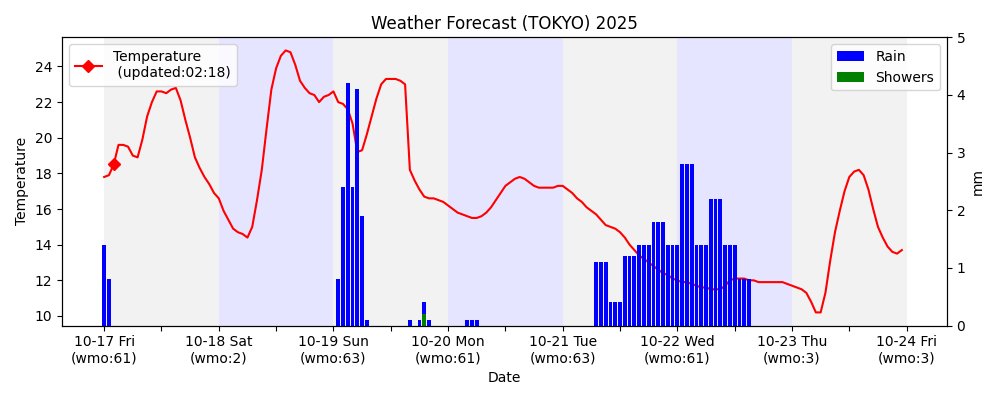 Weather Forecast (TOKYO) 2025
Temperature
(updated:02:18)
Rain
Showers
Temperature
24
22
20
18
16
14
12
10
5
4
3
2
1
0
mm
10-17 Fri
(wmo:61)
10-18 Sat
(wmo:2)
10-19 Sun
(wmo:63)
10-20 Mon
(wmo:61)
10-21 Tue
(wmo:63)
10-22 Wed
(wmo:61)
10-23 Thu
(wmo:3)
10-24 Fri
(wmo:3)
Date